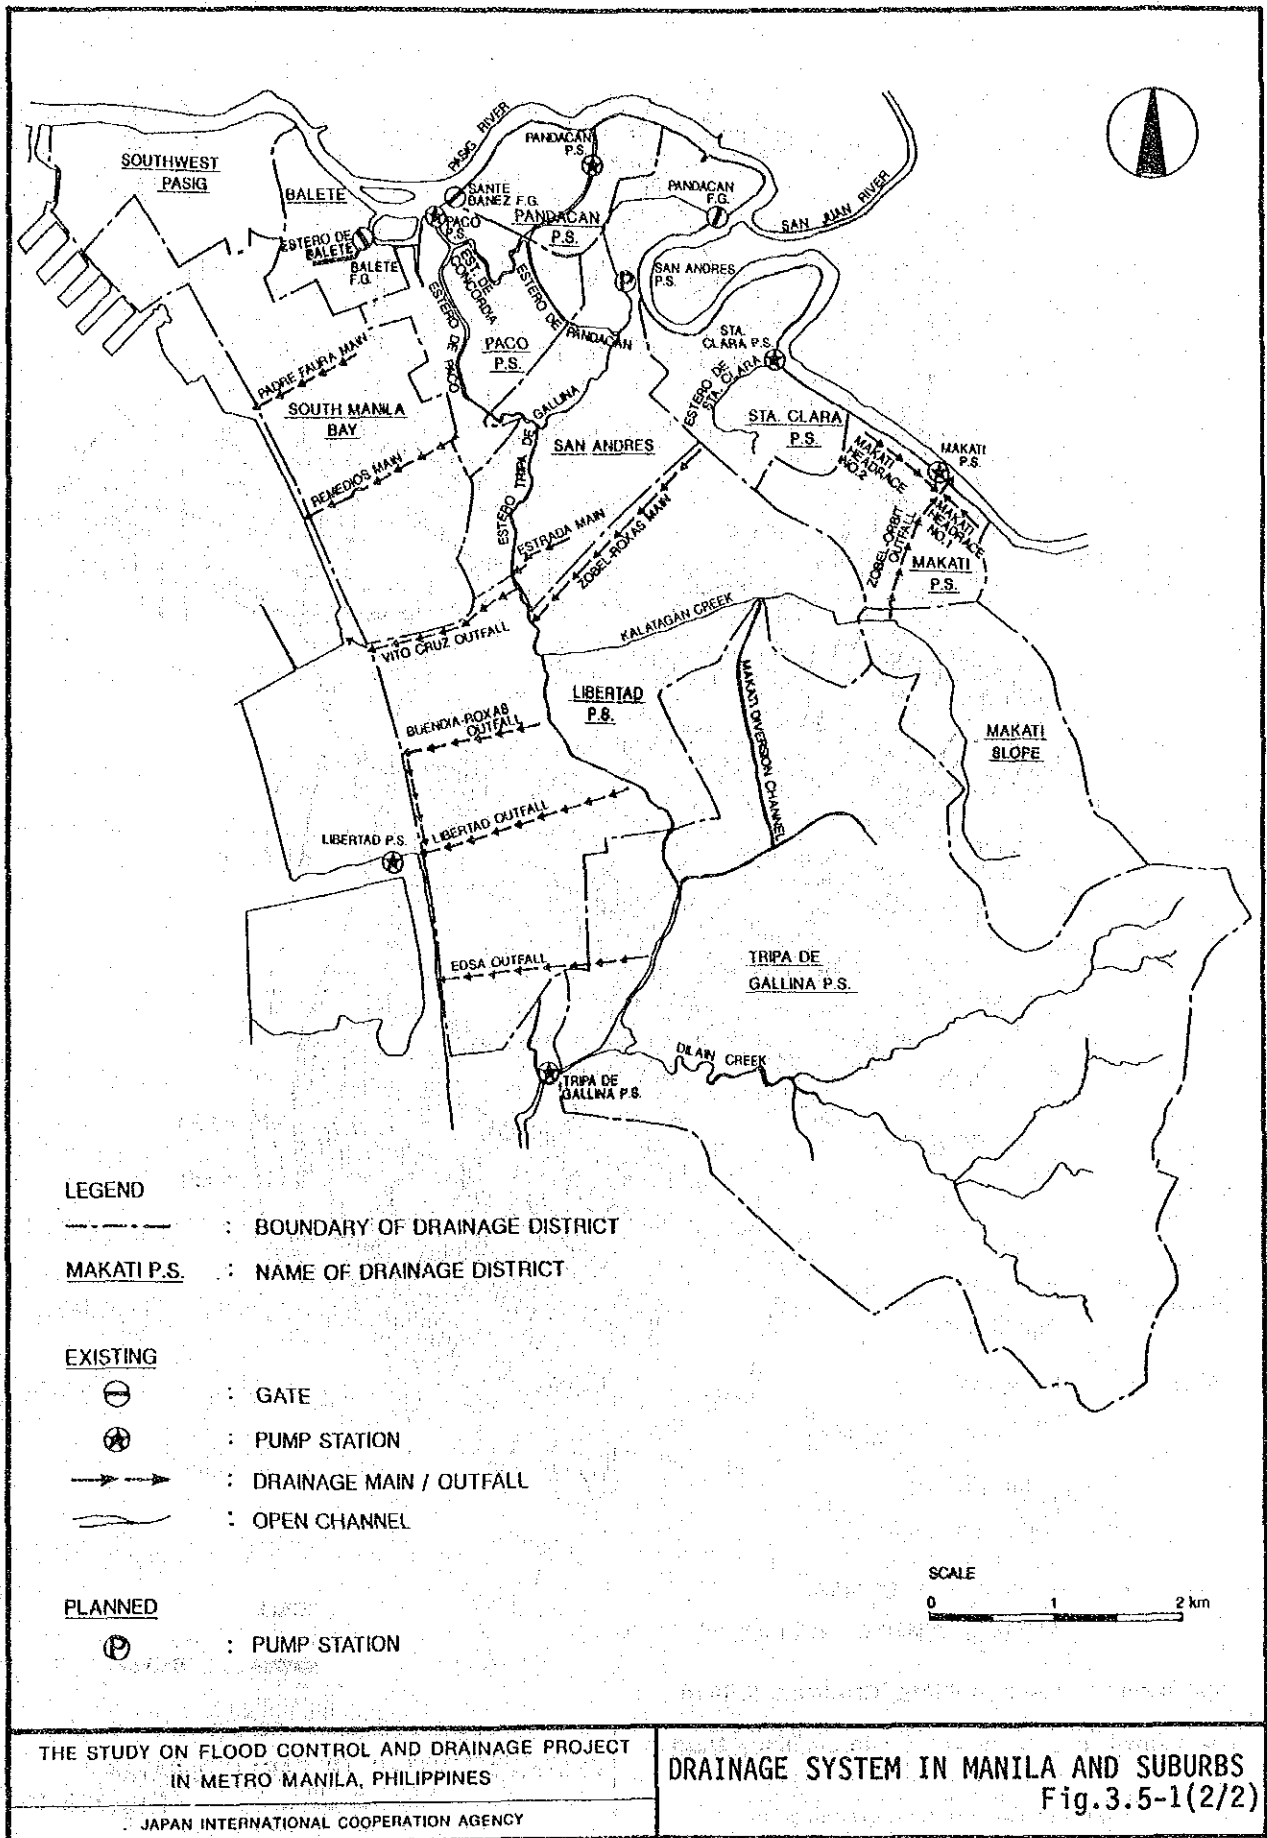 PASIG RIVER
PANDACAN
P.S.
SOUTHWEST
PASIG
BALETE
SANTE
BANEZ F.G.
PANDACAN
F.G.
SAN JUAN RIVER
PACO
P.S.
PANDACAN
P.S.
ESTERO DE
BALETE
BALETE
F.G.
EST. DE
CONCORDIA
ESTERO DE PACO
ESTERO DE PANDACAN
SAN ANDRES
P.S.
PACO
P.S.
STA.
CLARA P.S.
ESTERO DE
STA. CLARA
PADRE FAURA MAIN
SOUTH MANILA
BAY
STA. CLARA
P.S.
SAN ANDRES
ESTERO TRIPA DE GALLINA
MAKATI
P.S.
MAKATI
HEADRACE
NO.2
MAKATI
HEADRACE
NO.1
REMEDIOS MAIN
ESTRADA MAIN
ZOBEL-ROXAS MAIN
ZOBEL-ORBIT
OUTFALL
MAKATI
P.S.
KALATAGAN CREEK
VITO CRUZ OUTFALL
LIBERTAD
P.S.
MAKATI DIVERSION CHANNEL
BUENDIA-ROXAS
OUTFALL
MAKATI
SLOPE
LIBERTAD P.S.
LIBERTAD OUTFALL
EDSA OUTFALL
TRIPA DE
GALLINA P.S.
DILAIN CREEK
TRIPA DE
GALLINA P.S.
LEGEND
: BOUNDARY OF DRAINAGE DISTRICT
MAKATI P.S. : NAME OF DRAINAGE DISTRICT
EXISTING
: GATE
: PUMP STATION
: DRAINAGE MAIN / OUTFALL
: OPEN CHANNEL
SCALE
0 1 2 km
PLANNED
P : PUMP STATION
THE STUDY ON FLOOD CONTROL AND DRAINAGE PROJECT
IN METRO MANILA, PHILIPPINES
JAPAN INTERNATIONAL COOPERATION AGENCY
DRAINAGE SYSTEM IN MANILA AND SUBURBS
Fig.3.5-1(2/2)